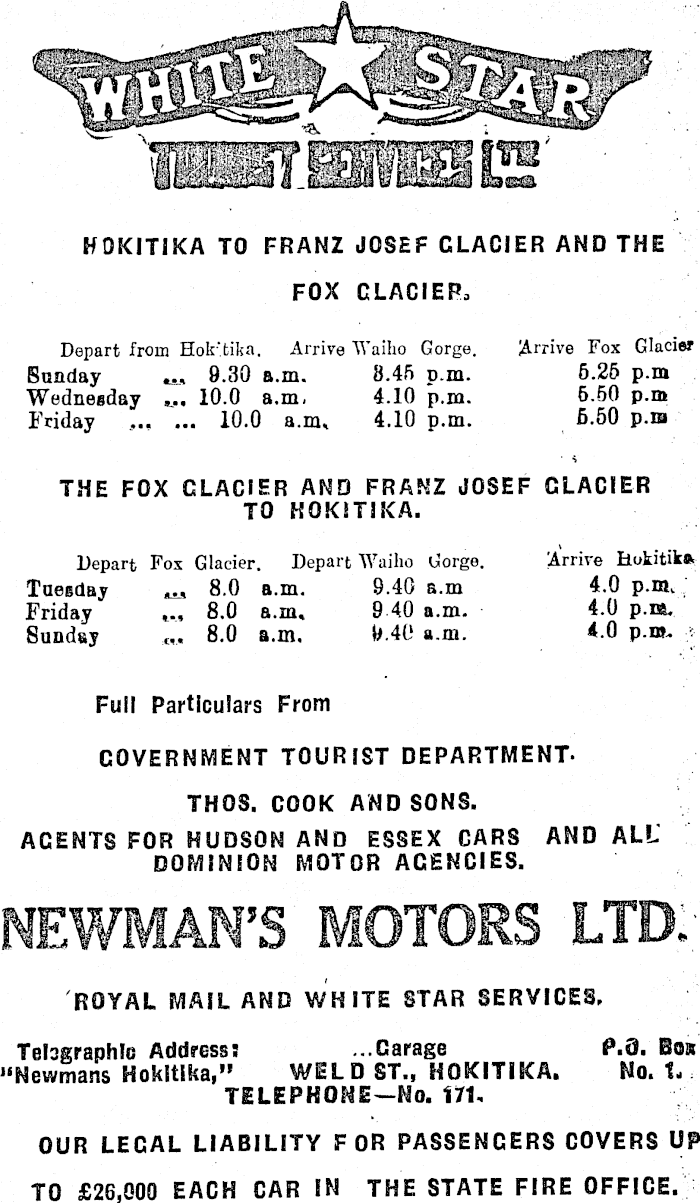 WHITE STAR
HOKITIKA TO FRANZ JOSEF GLACIER AND THE
FOX GLACIER.
Depart from Hokitika. Arrive Waiho Gorge. Arrive Fox Glacier
Sunday ... 9.30 a.m. 3.45 p.m. 5.25 p.m
Wednesday ... 10.0 a.m. 4.10 p.m. 5.50 p.m
Friday ... ... 10.0 a.m. 4.10 p.m. 5.50 p.m
THE FOX GLACIER AND FRANZ JOSEF GLACIER
TO HOKITIKA.
Depart Fox Glacier. Depart Waiho Gorge. Arrive Hokitika
Tuesday ... 8.0 a.m. 9.40 a.m 4.0 p.m.
Friday ... 8.0 a.m. 9.40 a.m. 4.0 p.m.
Sunday ... 8.0 a.m. 9.40 a.m. 4.0 p.m.
Full Particulars From
GOVERNMENT TOURIST DEPARTMENT.
THOS. COOK AND SONS.
AGENTS FOR HUDSON AND ESSEX CARS AND ALL
DOMINION MOTOR AGENCIES.
NEWMAN'S MOTORS LTD.
ROYAL MAIL AND WHITE STAR SERVICES.
Telegraphic Address: ...Garage P.O. Box
"Newmans Hokitika," WELD ST., HOKITIKA. No. 1.
TELEPHONE—No. 171.
OUR LEGAL LIABILITY FOR PASSENGERS COVERS UP
TO £26,000 EACH CAR IN THE STATE FIRE OFFICE.